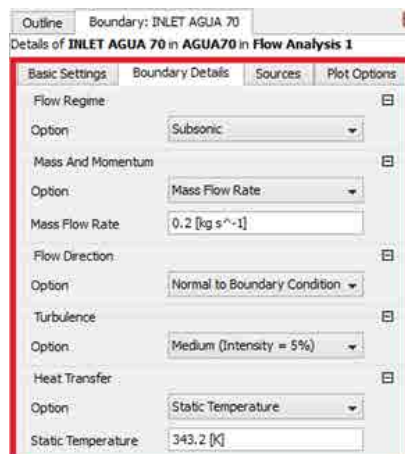 Outline Boundary: INLET AGUA 70
Details of INLET AGUA 70 in AGUA70 in Flow Analysis 1
Basic Settings Boundary Details Sources Plot Options
Flow Regime
Option Subsonic
Mass And Momentum
Option Mass Flow Rate
Mass Flow Rate 0.2 [kg s^-1]
Flow Direction
Option Normal to Boundary Condition
Turbulence
Option Medium (Intensity = 5%)
Heat Transfer
Option Static Temperature
Static Temperature 343.2 [K]